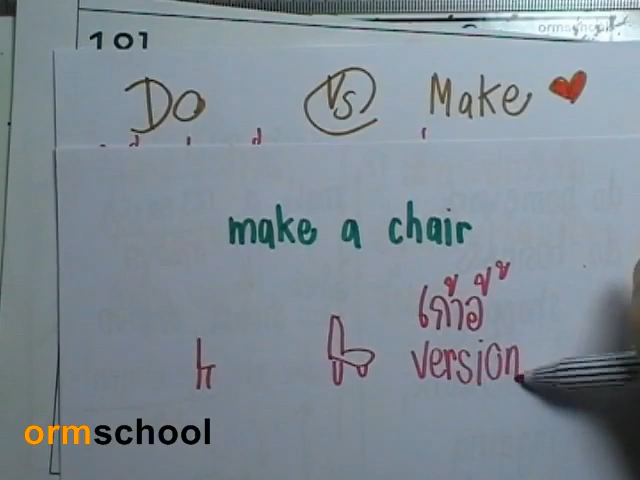 101
Do Vs Make
make a chair
เก้าอี้
version
ormschool